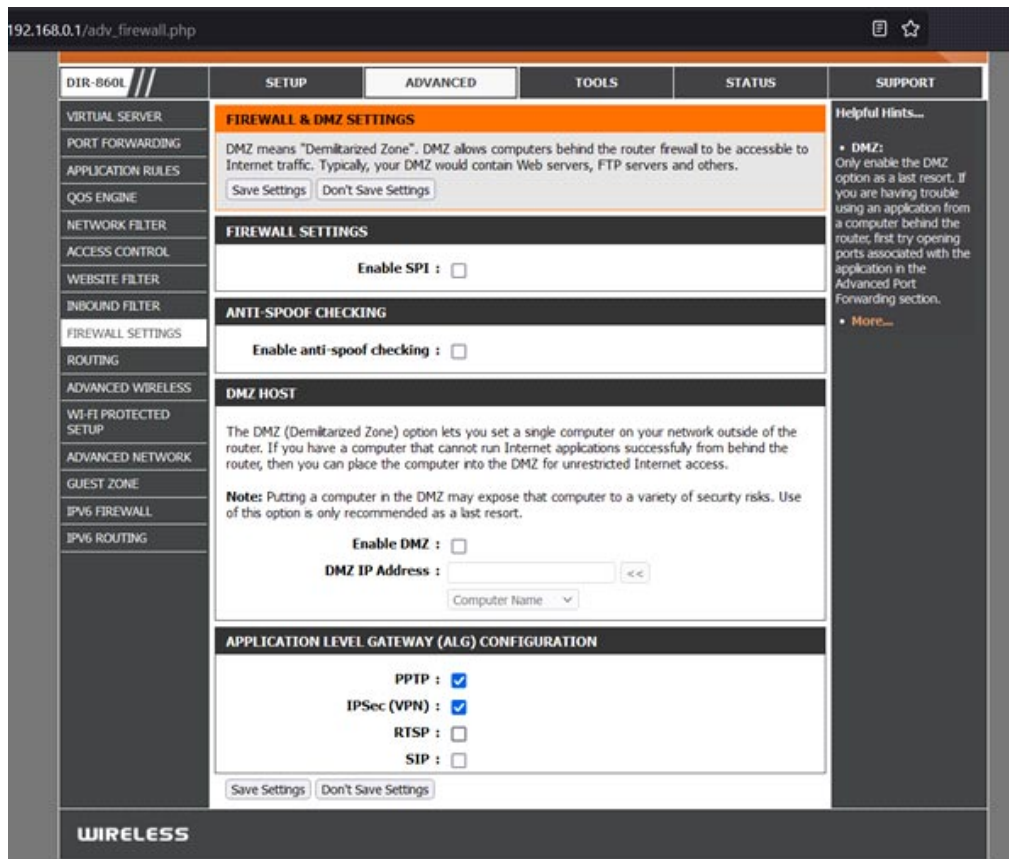 192.168.0.1/adv_firewall.php
DIR-860L
SETUP
ADVANCED
TOOLS
STATUS
SUPPORT
VIRTUAL SERVER
PORT FORWARDING
APPLICATION RULES
QOS ENGINE
NETWORK FILTER
ACCESS CONTROL
WEBSITE FILTER
INBOUND FILTER
FIREWALL SETTINGS
ROUTING
ADVANCED WIRELESS
WI-FI PROTECTED
SETUP
ADVANCED NETWORK
GUEST ZONE
IPV6 FIREWALL
IPV6 ROUTING
FIREWALL & DMZ SETTINGS
DMZ means "Demilitarized Zone". DMZ allows computers behind the router firewall to be accessible to
Internet traffic. Typically, your DMZ would contain Web servers, FTP servers and others.
Save Settings Don't Save Settings
FIREWALL SETTINGS
Enable SPI :
ANTI-SPOOF CHECKING
Enable anti-spoof checking :
DMZ HOST
The DMZ (Demilitarized Zone) option lets you set a single computer on your network outside of the
router. If you have a computer that cannot run Internet applications successfully from behind the
router, then you can place the computer into the DMZ for unrestricted Internet access.
Note: Putting a computer in the DMZ may expose that computer to a variety of security risks. Use
of this option is only recommended as a last resort.
Enable DMZ :
DMZ IP Address :
<<
Computer Name
APPLICATION LEVEL GATEWAY (ALG) CONFIGURATION
PPTP :
IPSec (VPN) :
RTSP :
SIP :
Save Settings Don't Save Settings
Helpful Hints...
• DMZ:
Only enable the DMZ
option as a last resort. If
you are having trouble
using an application from
a computer behind the
router, first try opening
ports associated with the
application in the
Advanced Port
Forwarding section.
• More...
WIRELESS